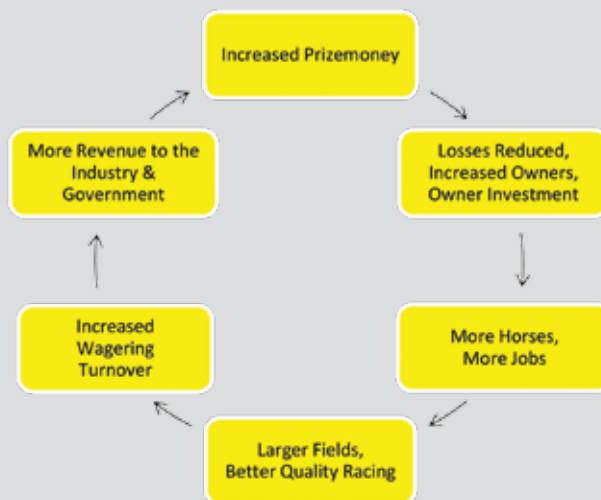 Increased Prizemoney
Losses Reduced,
Increased Owners,
Owner Investment
More Horses,
More Jobs
Larger Fields,
Better Quality Racing
Increased
Wagering
Turnover
More Revenue to the
Industry &
Government